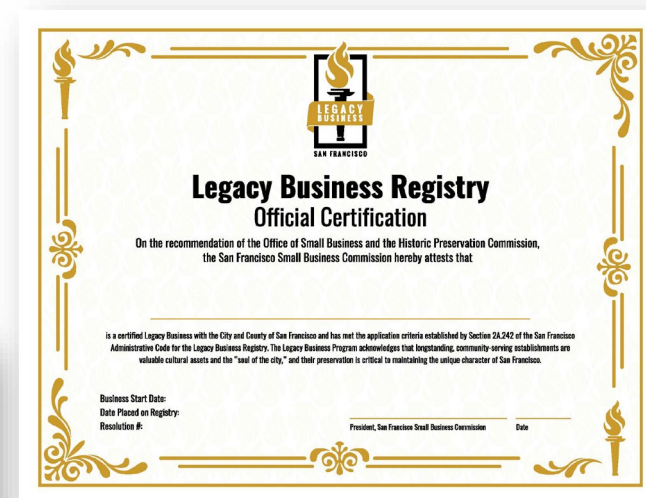 LEGACY
BUSINESS
SAN FRANCISCO
Legacy Business Registry
Official Certification
On the recommendation of the Office of Small Business and the Historic Preservation Commission,
the San Francisco Small Business Commission hereby attests that
is a certified Legacy Business with the City and County of San Francisco and has met the application criteria established by Section 2A.242 of the San Francisco
Administrative Code for the Legacy Business Registry. The Legacy Business Program acknowledges that longstanding, community-serving establishments are
valuable cultural assets and the "soul of the city," and their preservation is critical to maintaining the unique character of San Francisco.
Business Start Date:
Date Placed on Registry:
Resolution #:
President, San Francisco Small Business Commission Date